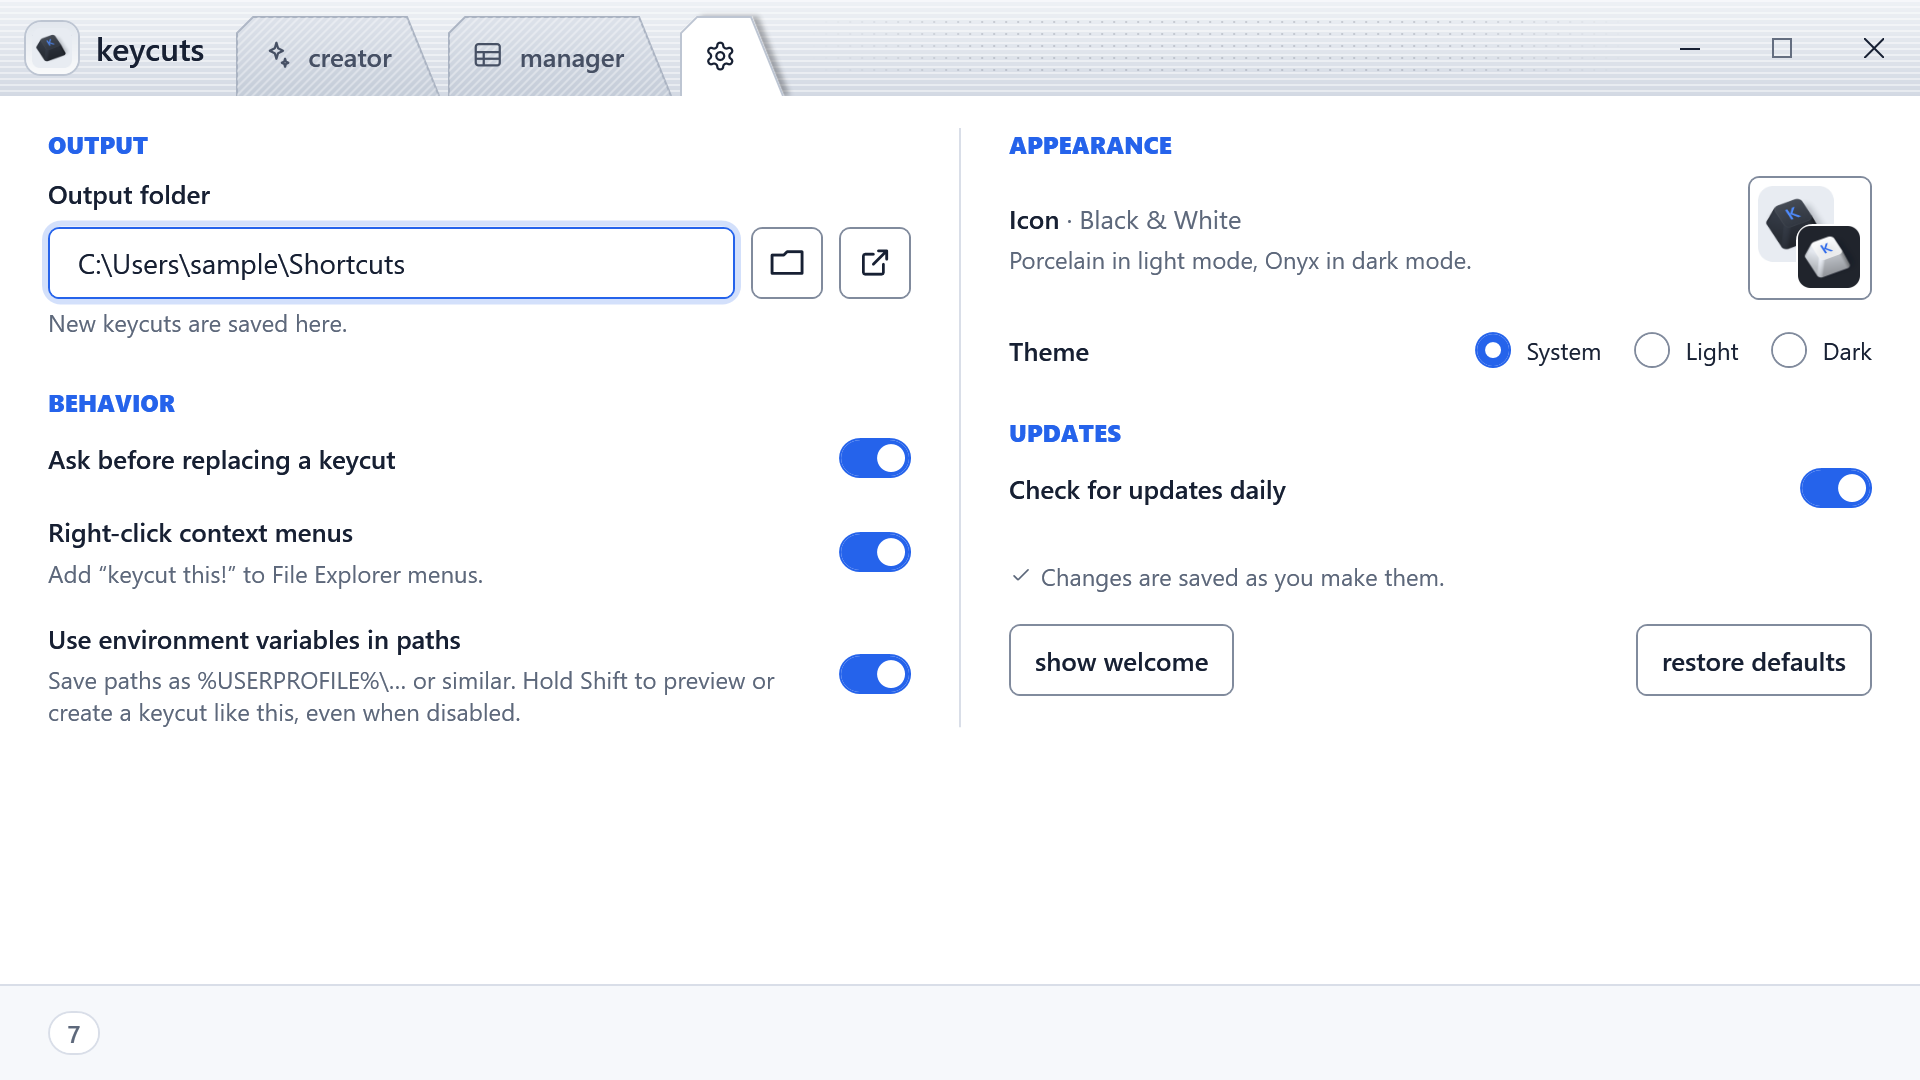 keycuts
creator
manager
OUTPUT
Output folder
C:\Users\sample\Shortcuts
New keycuts are saved here.
BEHAVIOR
Ask before replacing a keycut
Right-click context menus
Add “keycut this!” to File Explorer menus.
Use environment variables in paths
Save paths as %USERPROFILE%\... or similar. Hold Shift to preview or
create a keycut like this, even when disabled.
APPEARANCE
Icon · Black & White
Porcelain in light mode, Onyx in dark mode.
K
K
Theme
System
Light
Dark
UPDATES
Check for updates daily
Changes are saved as you make them.
show welcome
restore defaults
7